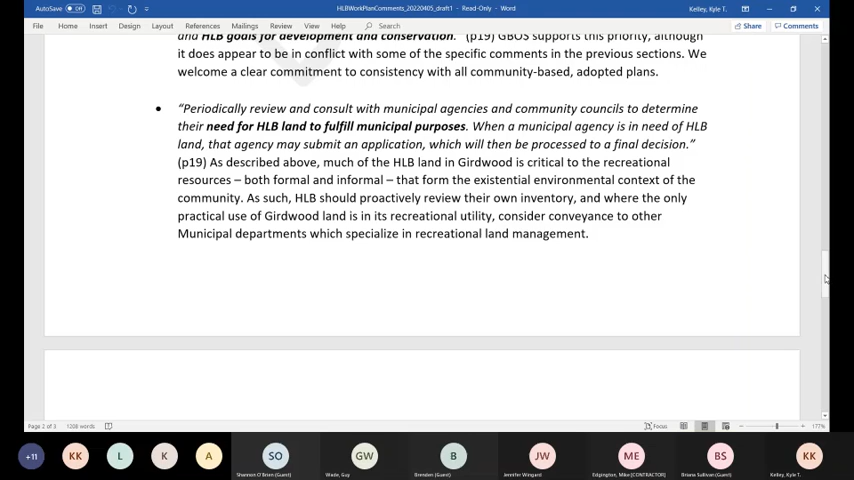 AutoSave Off
HLBWorkPlanComments_20220405_draft1 - Read-Only - Word
Kelley, Kyle T.
File Home Insert Design Layout References Mailings Review View Help Search Share Comments
and HLB goals for development and conservation." (p19) GBOS supports this priority, although
it does appear to be in conflict with some of the specific comments in the previous sections. We
welcome a clear commitment to consistency with all community-based, adopted plans.
• "Periodically review and consult with municipal agencies and community councils to determine
their need for HLB land to fulfill municipal purposes. When a municipal agency is in need of HLB
land, that agency may submit an application, which will then be processed to a final decision."
(p19) As described above, much of the HLB land in Girdwood is critical to the recreational
resources – both formal and informal – that form the existential environmental context of the
community. As such, HLB should proactively review their own inventory, and where the only
practical use of Girdwood land is in its recreational utility, consider conveyance to other
Municipal departments which specialize in recreational land management.
Page 2 of 3 1208 words Focus 177%
+11 KK L K A SO GW B JW ME BS KK
Shannon O'Brien (Guest) Wade, Guy Brenden (Guest) Jennifer Wingard Edgington, Mike [CONTRACTOR] Briana Sullivan (Guest) Kelley, Kyle T.